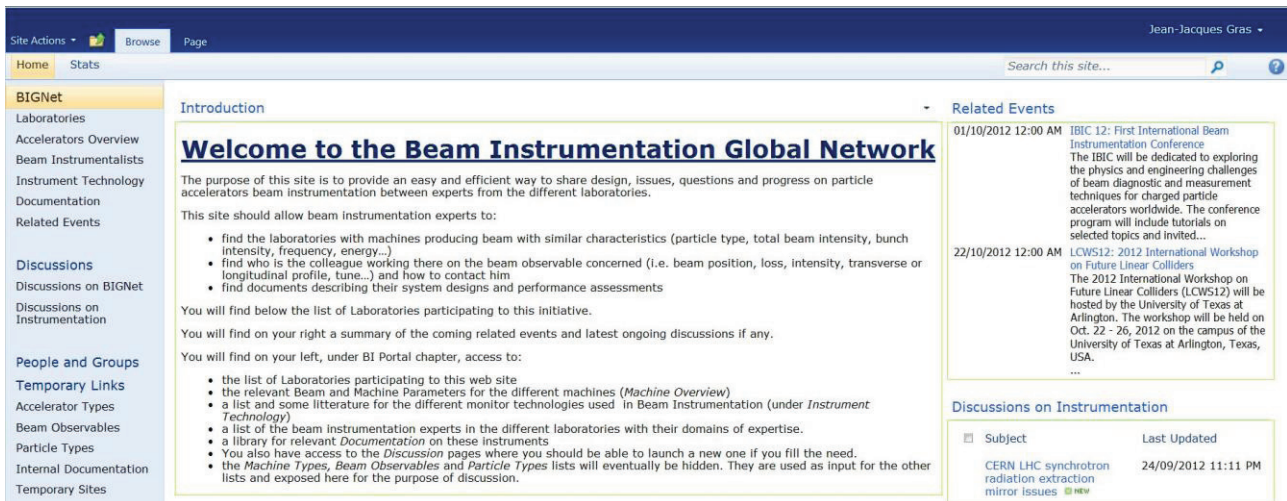 Jean-Jacques Gras
Site Actions
Browse
Page
Home
Stats
Search this site...
BIGNet
Laboratories
Accelerators Overview
Beam Instrumentalists
Instrument Technology
Documentation
Related Events
Discussions
Discussions on BIGNet
Discussions on
Instrumentation
People and Groups
Temporary Links
Accelerator Types
Beam Observables
Particle Types
Internal Documentation
Temporary Sites
Introduction
Welcome to the Beam Instrumentation Global Network
The purpose of this site is to provide an easy and efficient way to share design, issues, questions and progress on particle
accelerators beam instrumentation between experts from the different laboratories.
This site should allow beam instrumentation experts to:
• find the laboratories with machines producing beam with similar characteristics (particle type, total beam intensity, bunch
intensity, frequency, energy...)
• find who is the colleague working there on the beam observable concerned (i.e. beam position, loss, intensity, transverse or
longitudinal profile, tune...) and how to contact him
• find documents describing their system designs and performance assessments
You will find below the list of Laboratories participating to this initiative.
You will find on your right a summary of the coming related events and latest ongoing discussions if any.
You will find on your left, under BI Portal chapter, access to:
• the list of Laboratories participating to this web site
• the relevant Beam and Machine Parameters for the different machines (Machine Overview)
• a list and some litterature for the different monitor technologies used in Beam Instrumentation (under Instrument
Technology)
• a list of the beam instrumentation experts in the different laboratories with their domains of expertise.
• a library for relevant Documentation on these instruments
• You also have access to the Discussion pages where you should be able to launch a new one if you fill the need.
• the Machine Types, Beam Observables and Particle Types lists will eventually be hidden. They are used as input for the other
lists and exposed here for the purpose of discussion.
Related Events
01/10/2012 12:00 AM IBIC 12: First International Beam
Instrumentation Conference
The IBIC will be dedicated to exploring
the physics and engineering challenges
of beam diagnostic and measurement
techniques for charged particle
accelerators worldwide. The conference
program will include tutorials on
selected topics and invited...
22/10/2012 12:00 AM LCWS12: 2012 International Workshop
on Future Linear Colliders
The 2012 International Workshop on
Future Linear Colliders (LCWS12) will be
hosted by the University of Texas at
Arlington. The workshop will be held on
Oct. 22 - 26, 2012 on the campus of the
University of Texas at Arlington, Texas,
USA.
...
Discussions on Instrumentation
Subject Last Updated
CERN LHC synchrotron 24/09/2012 11:11 PM
radiation extraction
mirror issues NEW